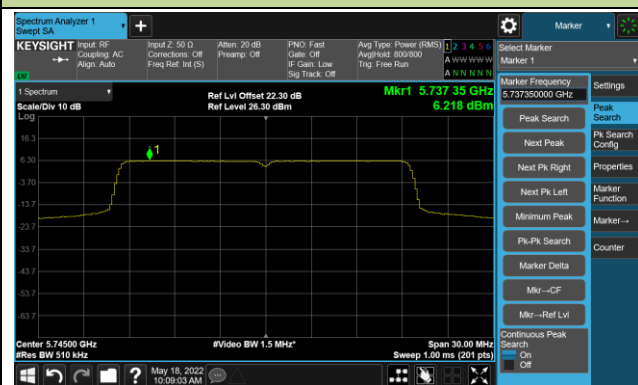 Spectrum Analyzer 1
Swept SA
Marker
KEYSIGHT
Input: RF
Coupling: AC
Align: Auto
Input Z: 50 Ω
Corrections: Off
Freq Ref: Int (S)
Atten: 20 dB
Preamp: Off
PNO: Fast
Gate: Off
IF Gain: Low
Sig Track: Off
Avg Type: Power (RMS)
Avg|Hold: 800/800
Trig: Free Run
1 2 3 4 5 6
A W W W W W
A N N N N N
LXI
Select Marker
Marker 1
1 Spectrum
Scale/Div 10 dB
Log
Ref Lvl Offset 22.30 dB
Ref Level 26.30 dBm
Mkr1 5.737 35 GHz
6.218 dBm
1
16.3
6.30
-3.70
-13.7
-23.7
-33.7
-43.7
-53.7
-63.7
Center 5.74500 GHz
#Res BW 510 kHz
#Video BW 1.5 MHz*
Span 30.00 MHz
Sweep 1.00 ms (201 pts)
Marker Frequency
5.737350000 GHz
Peak Search
Next Peak
Next Pk Right
Next Pk Left
Minimum Peak
Pk-Pk Search
Marker Delta
Mkr→CF
Mkr→Ref Lvl
Continuous Peak
Search
On
Off
Settings
Peak
Search
Pk Search
Config
Properties
Marker
Function
Marker→
Counter
?
May 18, 2022
10:09:03 AM